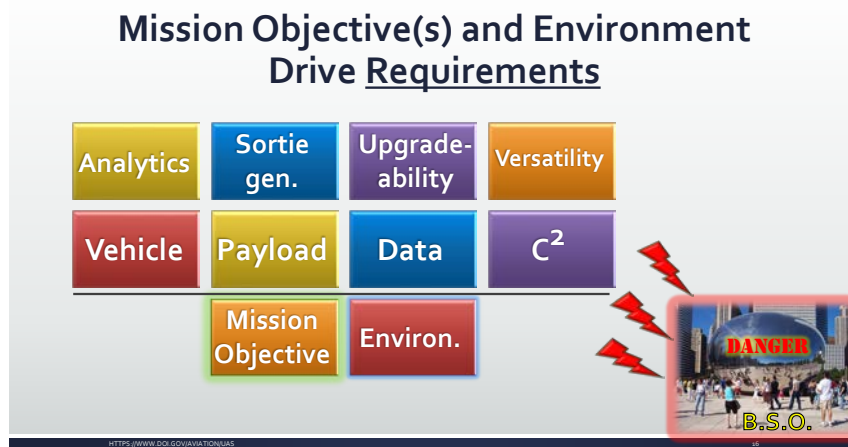 Mission Objective(s) and Environment
Drive Requirements
Analytics
Sortie
gen.
Upgrade-
ability
Versatility
Vehicle
Payload
Data
C²
Mission
Objective
Environ.
DANGER
B.S.O.
HTTPS://WWW.DOI.GOV/AVIATION/UAS
16